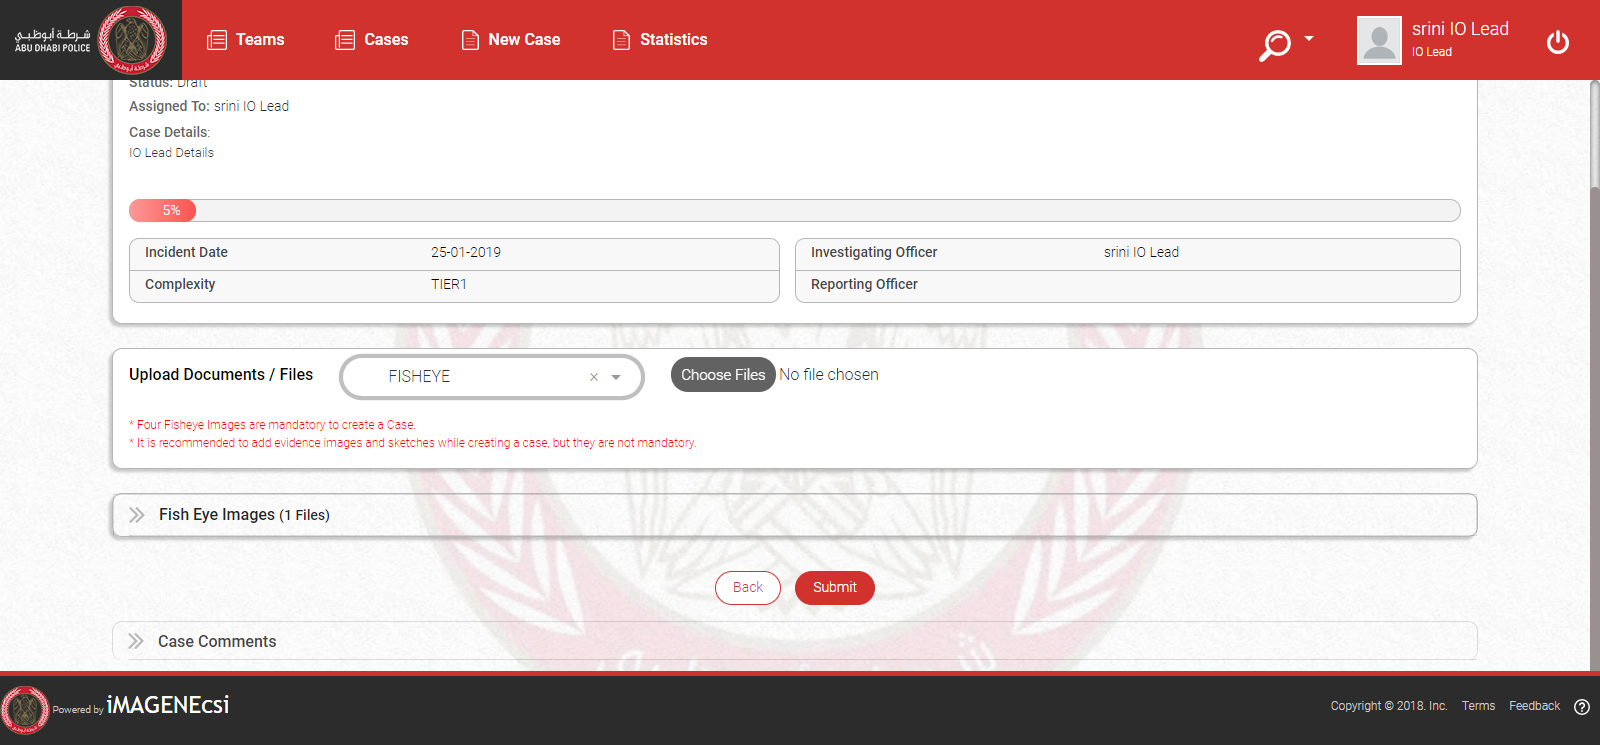 شرطة أبوظبي
ABU DHABI POLICE
Teams
Cases
New Case
Statistics
srini IO Lead
IO Lead
Status: Draft
Assigned To: srini IO Lead
Case Details:
IO Lead Details
5%
Incident Date 25-01-2019
Complexity TIER1
Investigating Officer srini IO Lead
Reporting Officer
Upload Documents / Files
FISHEYE × 
Choose Files No file chosen
* Four Fisheye Images are mandatory to create a Case.
* It is recommended to add evidence images and sketches while creating a case, but they are not mandatory.
Fish Eye Images (1 Files)
Back
Submit
Case Comments
Powered by iMAGENEcsi
Copyright © 2018. Inc. Terms Feedback ?